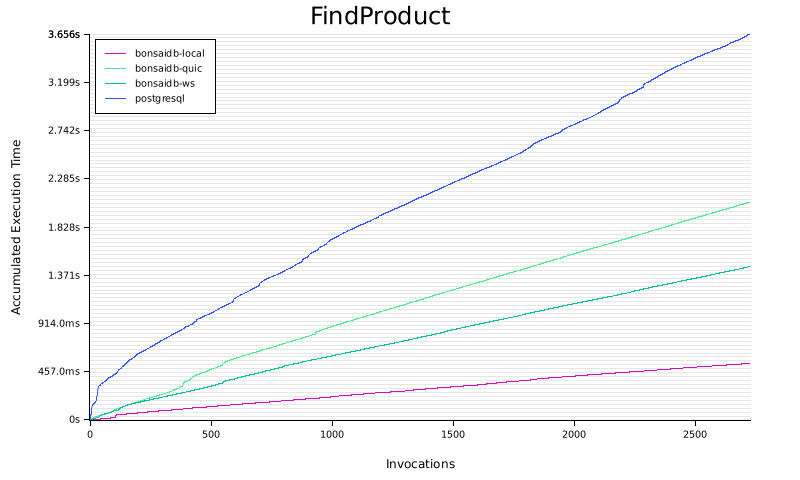 FindProduct
3.656s
3.199s
2.742s
2.285s
1.828s
1.371s
914.0ms
457.0ms
0s
bonsaidb-local
bonsaidb-quic
bonsaidb-ws
postgresql
Accumulated Execution Time
0 500 1000 1500 2000 2500
Invocations